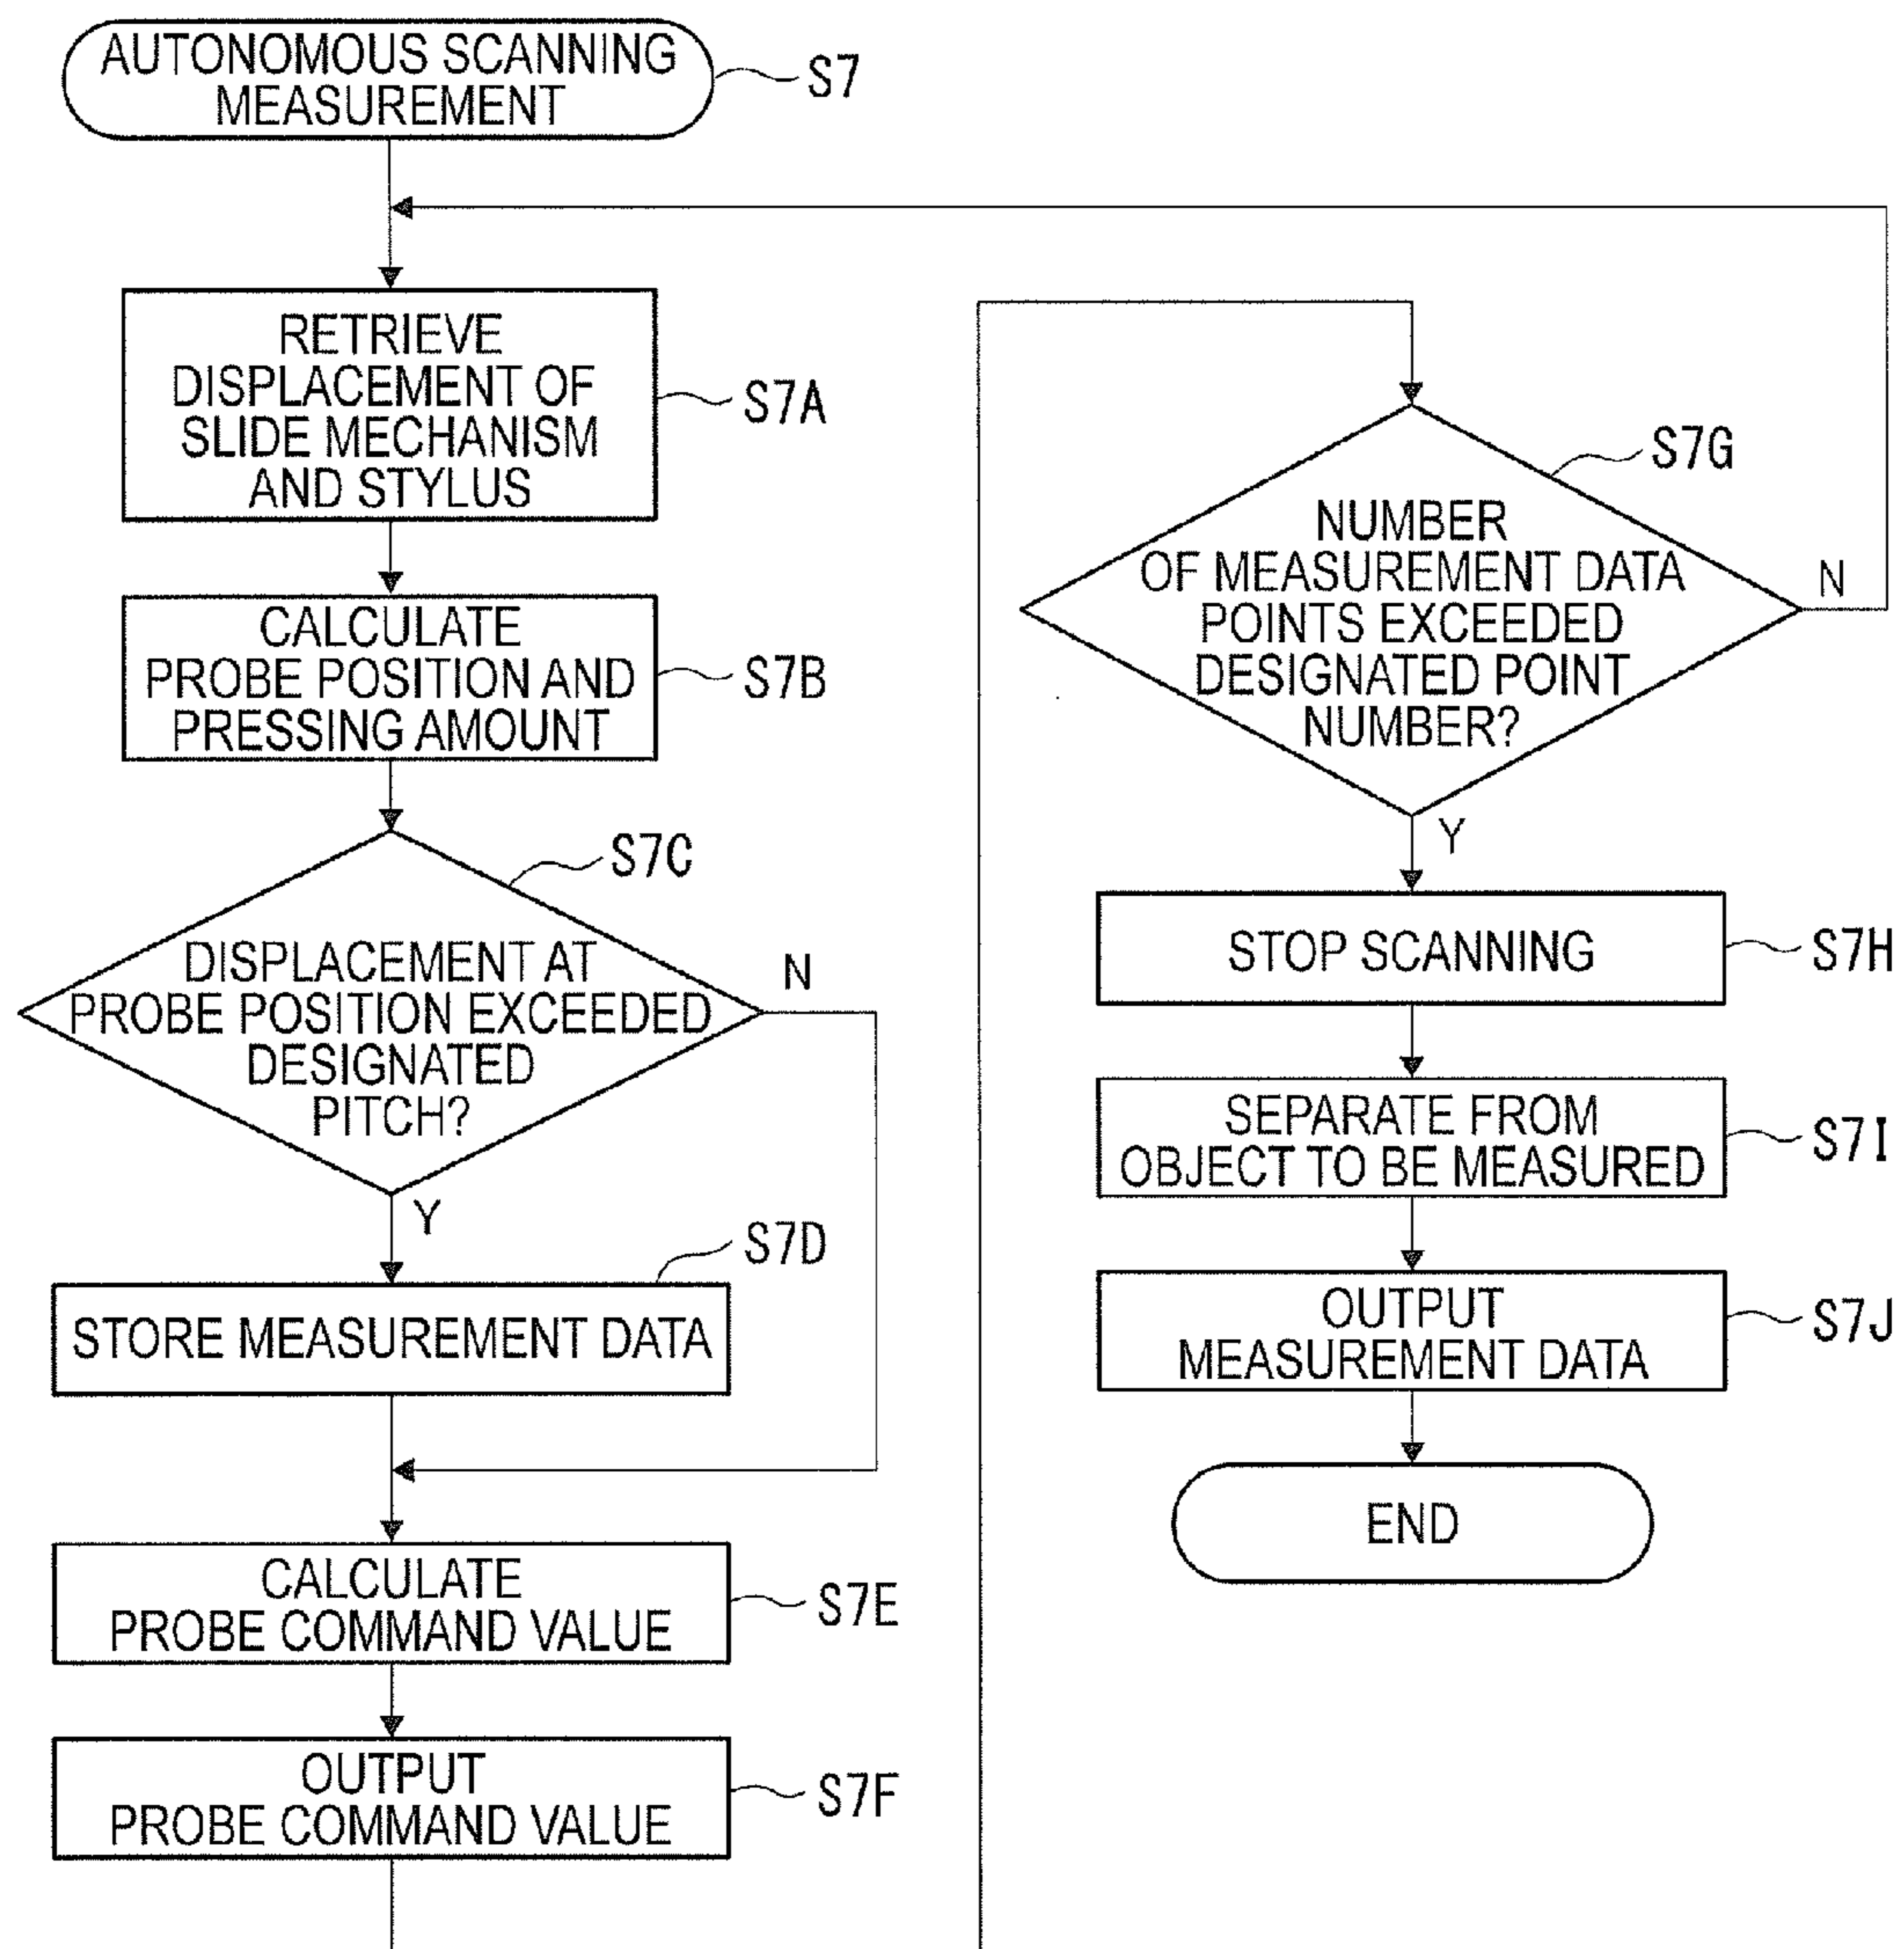 AUTONOMOUS SCANNING
MEASUREMENT
S7
RETRIEVE
DISPLACEMENT OF
SLIDE MECHANISM
AND STYLUS
S7A
CALCULATE
PROBE POSITION AND
PRESSING AMOUNT
S7B
S7C
DISPLACEMENT AT
PROBE POSITION EXCEEDED
DESIGNATED
PITCH?
N
Y
S7D
STORE MEASUREMENT DATA
CALCULATE
PROBE COMMAND VALUE
S7E
OUTPUT
PROBE COMMAND VALUE
S7F
S7G
NUMBER
OF MEASUREMENT DATA
POINTS EXCEEDED
DESIGNATED POINT
NUMBER?
N
Y
STOP SCANNING
S7H
SEPARATE FROM
OBJECT TO BE MEASURED
S7I
OUTPUT
MEASUREMENT DATA
S7J
END